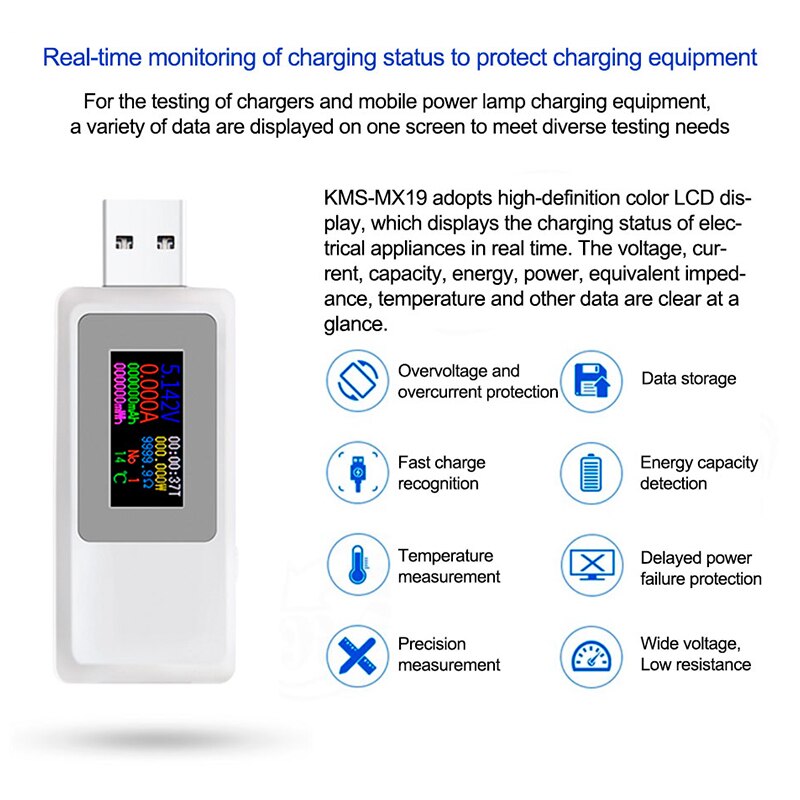 Real-time monitoring of charging status to protect charging equipment
For the testing of chargers and mobile power lamp charging equipment,
a variety of data are displayed on one screen to meet diverse testing needs
KMS-MX19 adopts high-definition color LCD dis-
play, which displays the charging status of elec-
trical appliances in real time. The voltage, cur-
rent, capacity, energy, power, equivalent imped-
ance, temperature and other data are clear at a
glance.
5.142V
0.000A
000000mAh
000000mWh
00:00:37T
000.000W
9999.9Ω
No 1
14 ℃
Overvoltage and
overcurrent protection
Data storage
Fast charge
recognition
Energy capacity
detection
Temperature
measurement
Delayed power
failure protection
Precision
measurement
Wide voltage,
Low resistance